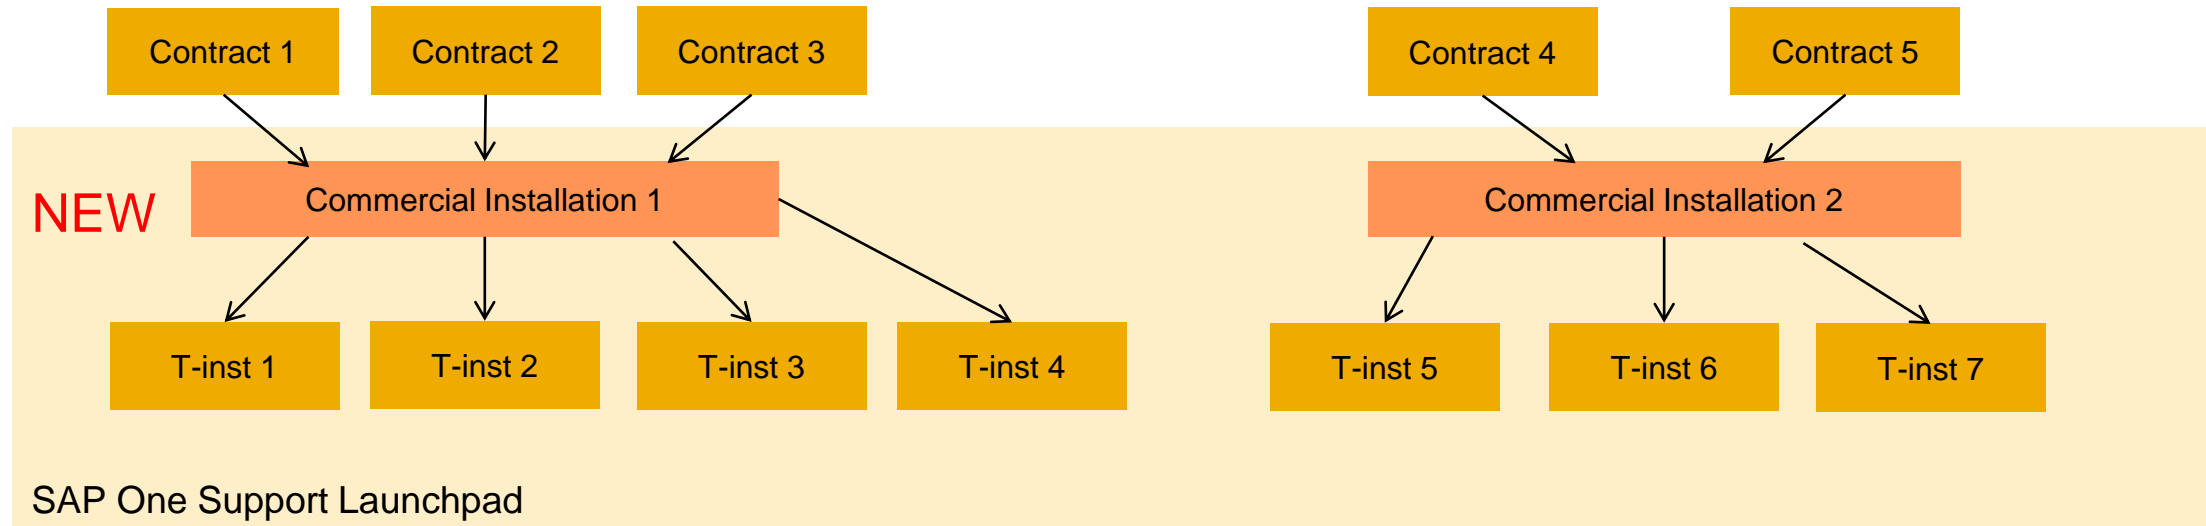 Contract 1
Contract 2
Contract 3
Contract 4
Contract 5
NEW
Commercial Installation 1
Commercial Installation 2
T-inst 1
T-inst 2
T-inst 3
T-inst 4
T-inst 5
T-inst 6
T-inst 7
SAP One Support Launchpad